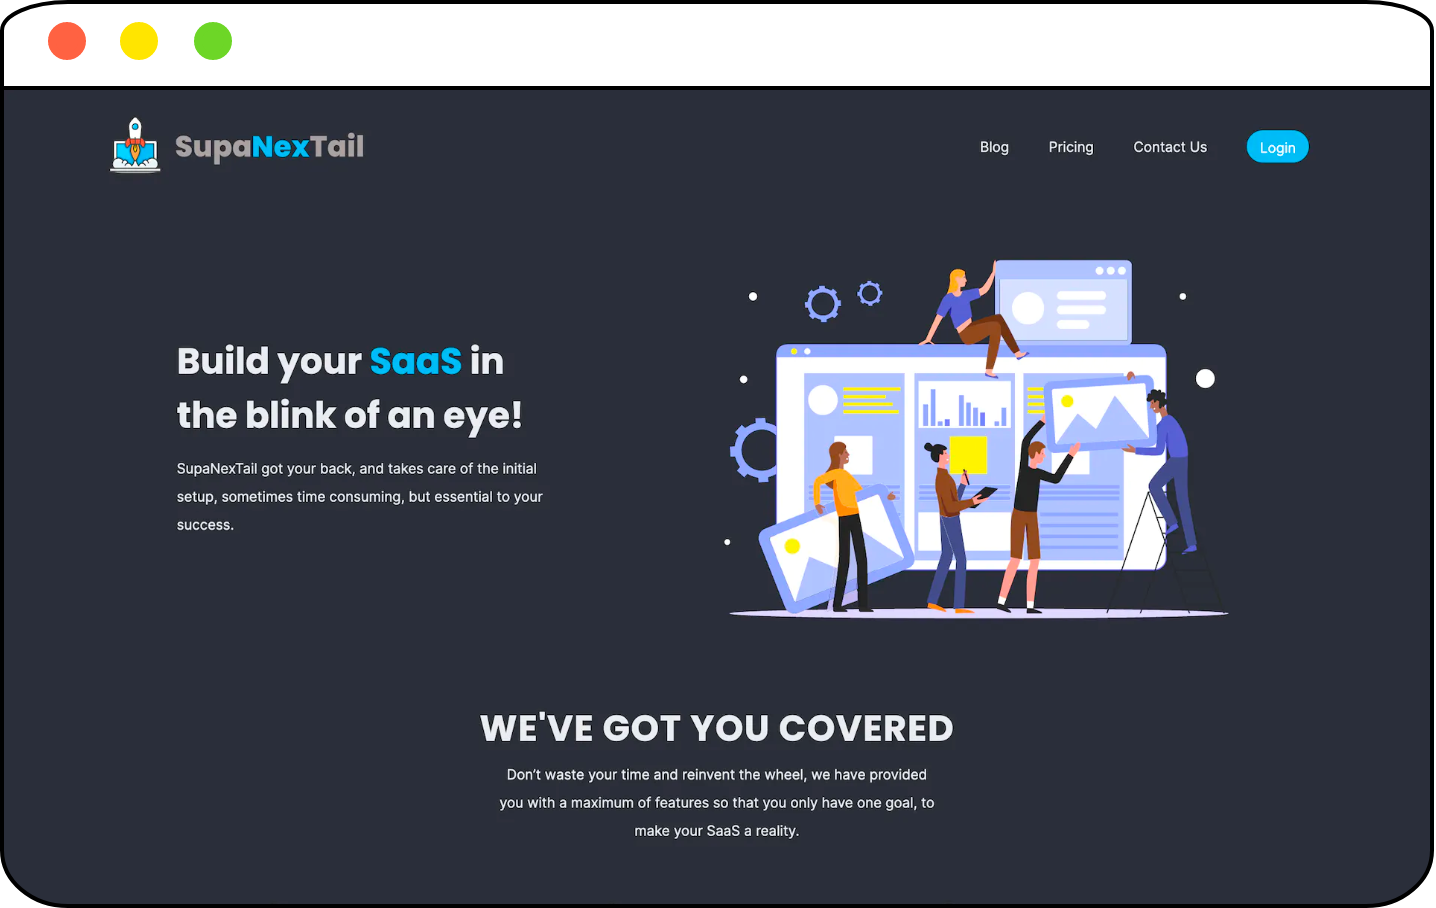 SupaNexTail
Blog
Pricing
Contact Us
Login
Build your SaaS in
the blink of an eye!
SupaNexTail got your back, and takes care of the initial
setup, sometimes time consuming, but essential to your
success.
WE'VE GOT YOU COVERED
Don’t waste your time and reinvent the wheel, we have provided
you with a maximum of features so that you only have one goal, to
make your SaaS a reality.